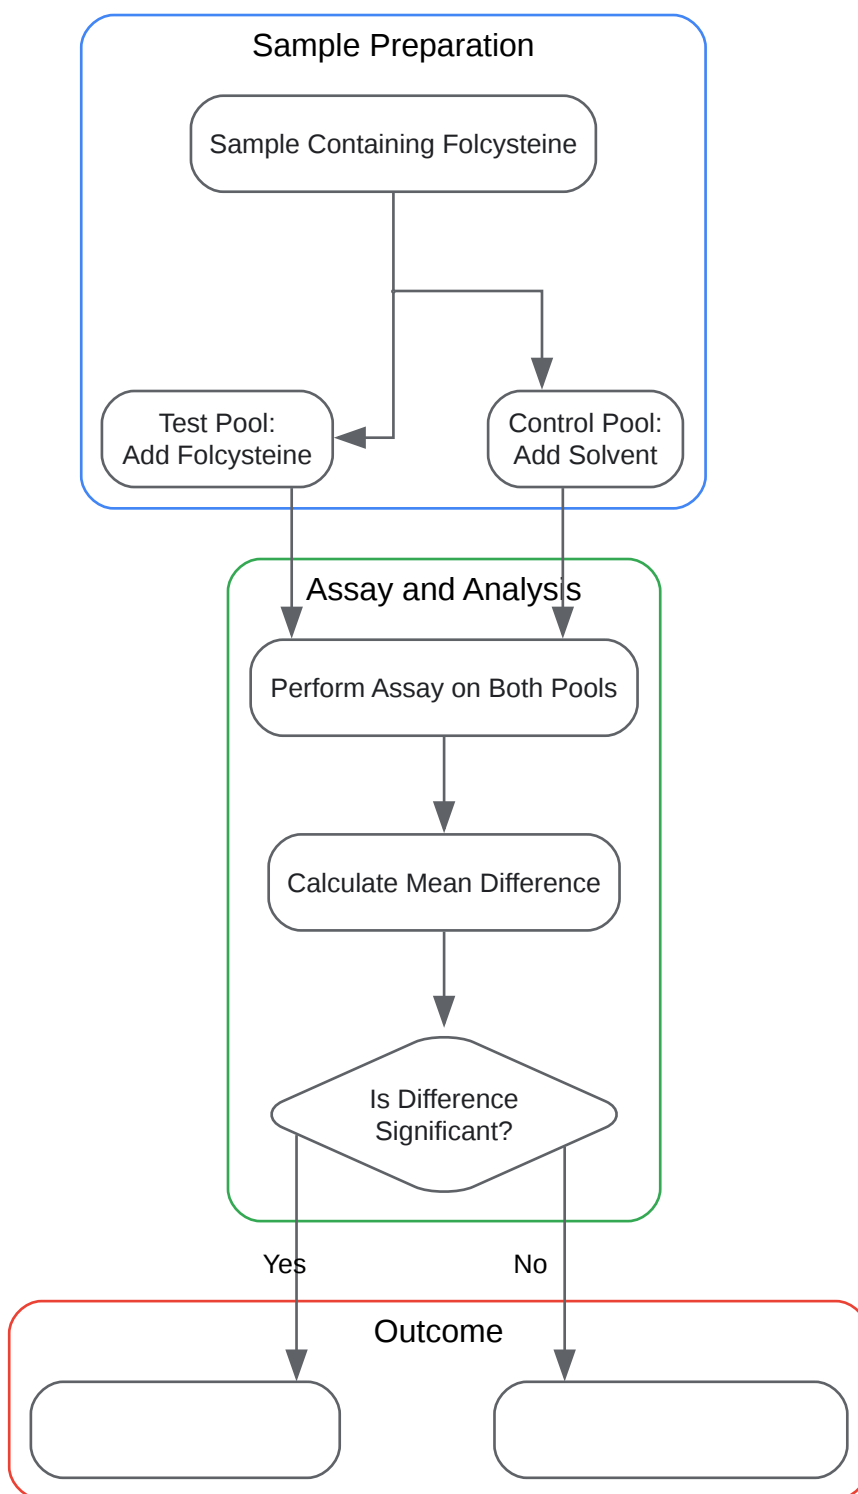 Sample Preparation
Sample Containing Folcysteine
Test Pool:
Add Folcysteine
Control Pool:
Add Solvent
Assay and Analysis
Perform Assay on Both Pools
Calculate Mean Difference
Is Difference
Significant?
Yes
No
Outcome